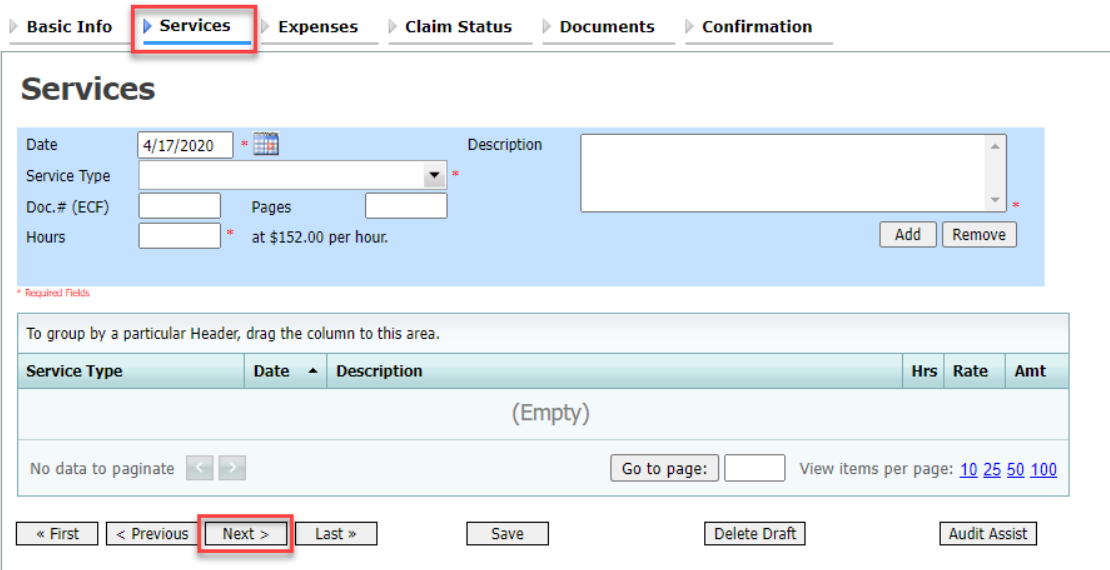 Basic Info Services Expenses Claim Status Documents Confirmation
Services
Date 4/17/2020 * Description
Service Type *
Doc.# (ECF) Pages *
Hours * at $152.00 per hour. Add Remove
* Required Fields
To group by a particular Header, drag the column to this area.
Service Type Date Description Hrs Rate Amt
(Empty)
No data to paginate < > Go to page: View items per page: 10 25 50 100
« First < Previous Next > Last » Save Delete Draft Audit Assist